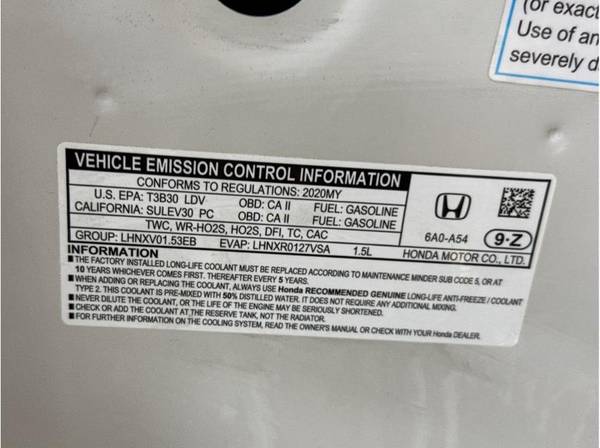 (or exact
Use of an
severely d
VEHICLE EMISSION CONTROL INFORMATION
CONFORMS TO REGULATIONS: 2020MY
U.S. EPA: T3B30 LDV OBD: CA II FUEL: GASOLINE
CALIFORNIA: SULEV30 PC OBD: CA II FUEL: GASOLINE
TWC, WR-HO2S, HO2S, DFI, TC, CAC
GROUP: LHNXV01.53EB EVAP: LHNXR0127VSA 1.5L
6A0-A54
9-Z
HONDA MOTOR CO., LTD.
INFORMATION
■THE FACTORY INSTALLED LONG-LIFE COOLANT MUST BE REPLACED ACCORDING TO MAINTENANCE MINDER SUB CODE 5, OR AT
10 YEARS WHICHEVER COMES FIRST. THEREAFTER EVERY 5 YEARS.
■WHEN ADDING OR REPLACING THE COOLANT, ALWAYS USE Honda RECOMMENDED GENUINE LONG-LIFE ANTI-FREEZE / COOLANT
TYPE 2. THIS COOLANT IS PRE-MIXED WITH 50% DISTILLED WATER. IT DOES NOT REQUIRE ANY ADDITIONAL MIXING.
■NEVER DILUTE THE COOLANT, OR THE LIFE OF THE ENGINE MAY BE SERIOUSLY SHORTENED.
■CHECK OR ADD THE COOLANT AT THE RESERVE TANK, NOT THE RADIATOR.
■FOR FURTHER INFORMATION ON THE COOLING SYSTEM, READ THE OWNER'S MANUAL OR CHECK WITH YOUR Honda DEALER.